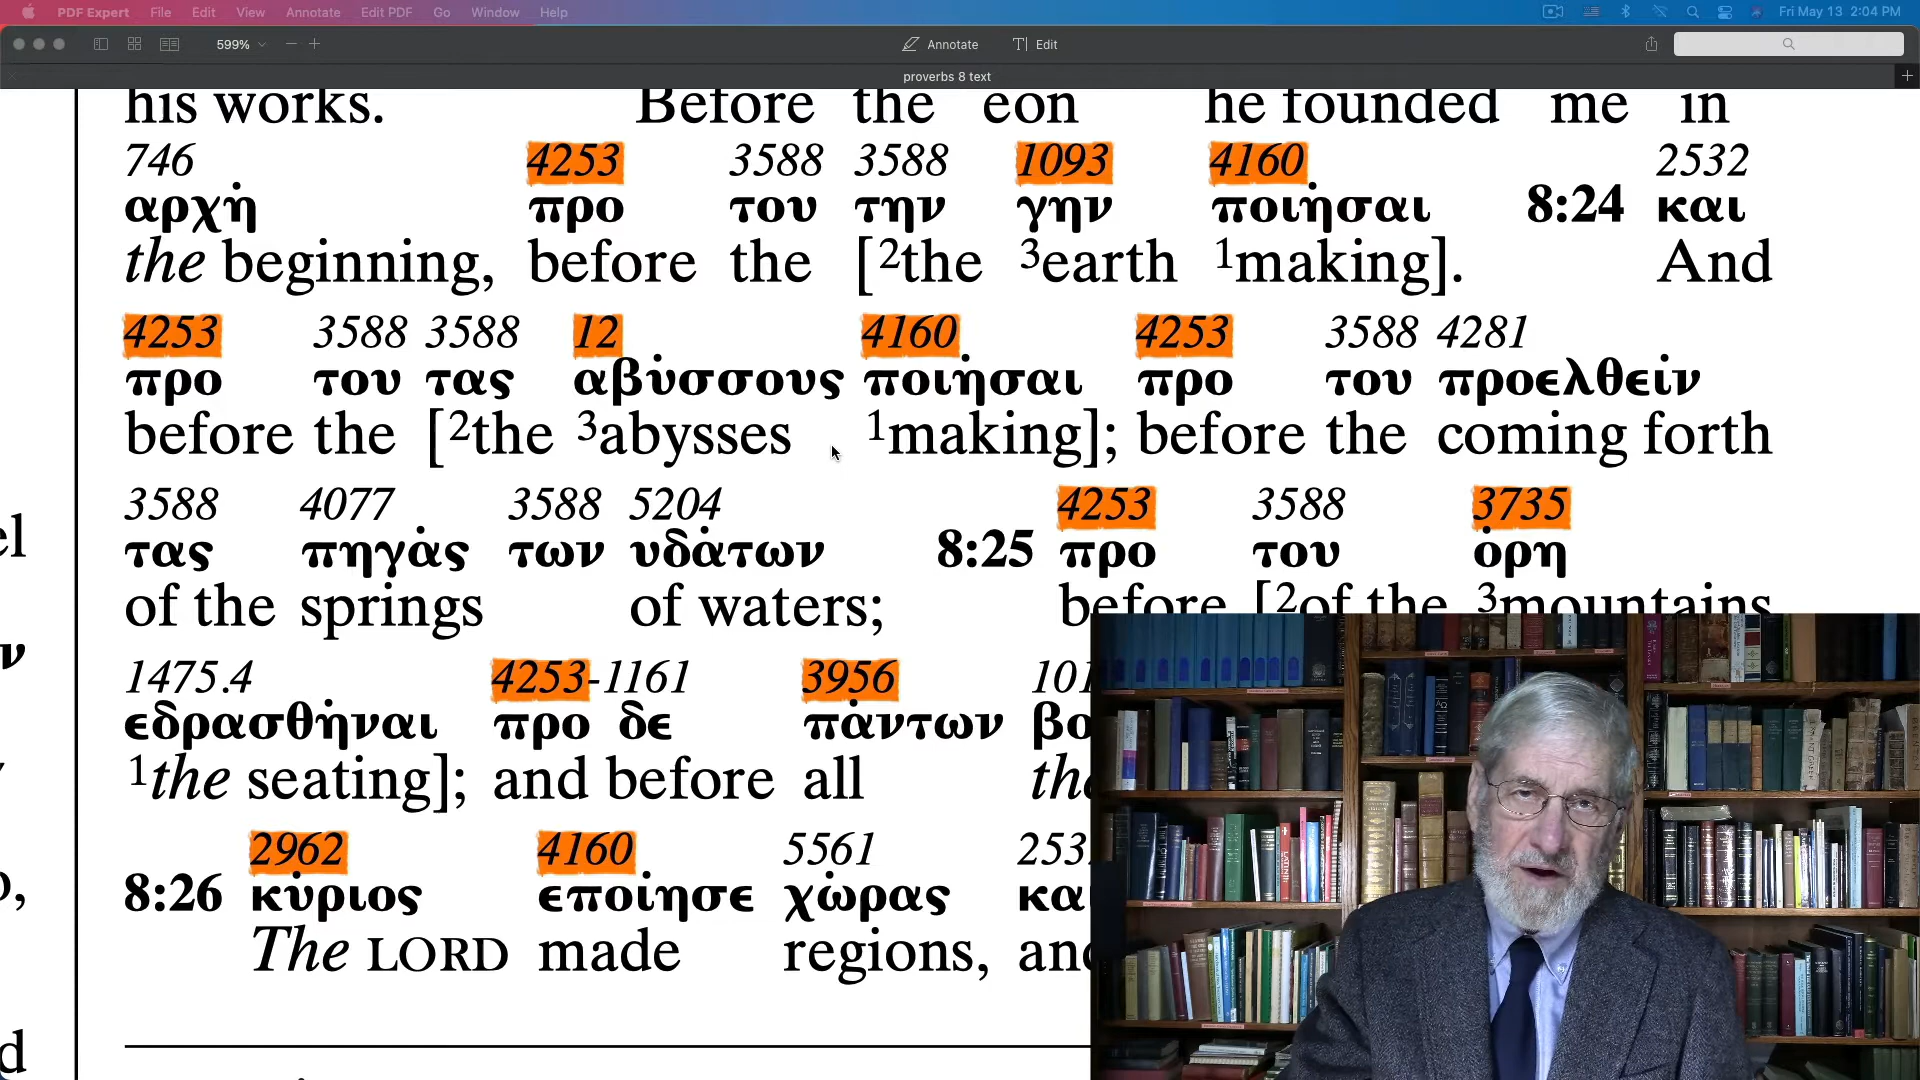 PDF Expert File Edit View Annotate Edit PDF Go Window Help Fri May 13 2:04 PM
599% Annotate Edit
proverbs 8 text
his works. Before the eon he founded me in
746 4253 3588 3588 1093 4160 2532
αρχή προ του την γην ποιήσαι 8:24 και
the beginning, before the [2the 3earth 1making]. And
4253 3588 3588 12 4160 4253 3588 4281
προ του τας αβύσσους ποιήσαι προ του προελθείν
before the [2the 3abysses 1making]; before the coming forth
3588 4077 3588 5204 4253 3588 3735
τας πηγάς των υδάτων 8:25 προ του όρη
of the springs of waters; before [2of the 3mountains
1475.4 4253-1161 3956 101
εδρασθήναι προ δε πάντων βο
1the seating]; and before all the
2962 4160 5561 253
8:26 κύριος εποίησε χώρας και
The LORD made regions, and